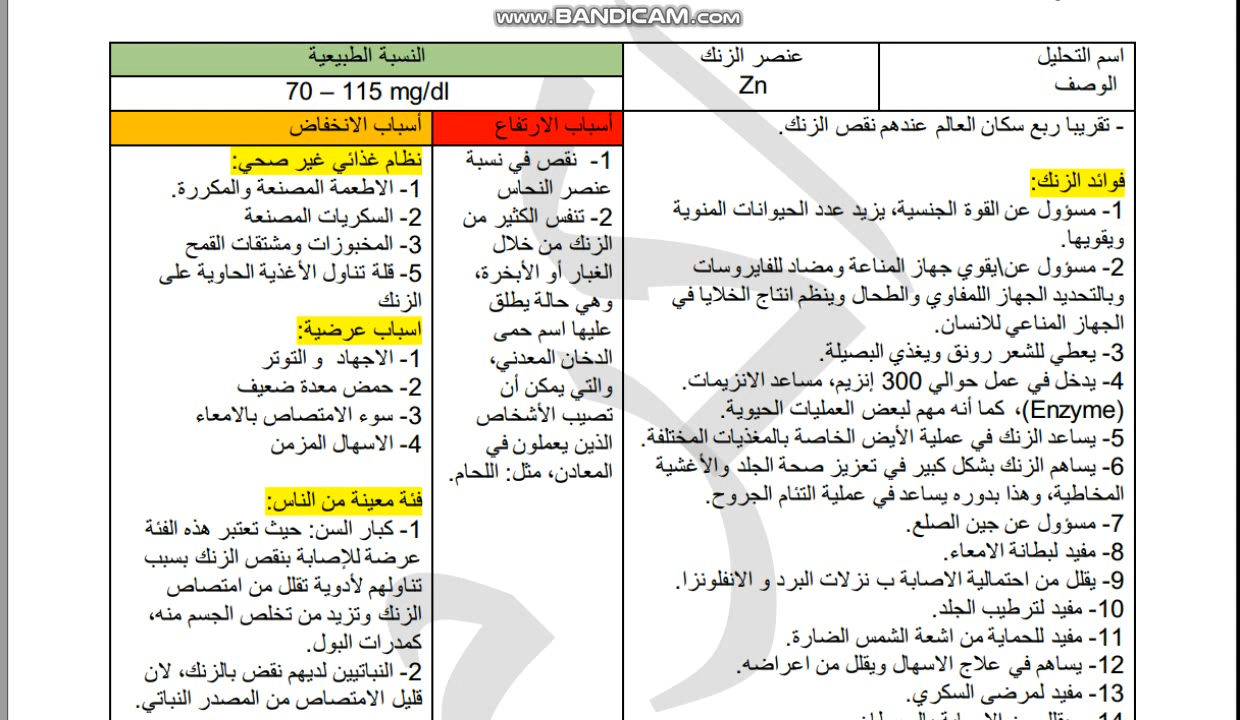 www.BANDICAM.com
اسم التحليل
الوصف
عنصر الزنك
Zn
النسبة الطبيعية
70 – 115 mg/dl
- تقريبا ربع سكان العالم عندهم نقص الزنك.
فوائد الزنك:
1- مسؤول عن القوة الجنسية، يزيد عدد الحيوانات المنوية
ويقويها.
2- مسؤول عن\يقوي جهاز المناعة ومضاد للفايروسات
وبالتحديد الجهاز اللمفاوي والطحال وينظم انتاج الخلايا في
الجهاز المناعي للانسان.
3- يعطي للشعر رونق ويغذي البصيلة.
4- يدخل في عمل حوالي 300 إنزيم، مساعد الانزيمات.
(Enzyme)، كما أنه مهم لبعض العمليات الحيوية.
5- يساعد الزنك في عملية الأيض الخاصة بالمغذيات المختلفة.
6- يساهم الزنك بشكل كبير في تعزيز صحة الجلد والأغشية
المخاطية، وهذا بدوره يساعد في عملية التئام الجروح.
7- مسؤول عن جين الصلع.
8- مفيد لبطانة الامعاء.
9- يقلل من احتمالية الاصابة ب نزلات البرد و الانفلونزا.
10- مفيد لترطيب الجلد.
11- مفيد للحماية من اشعة الشمس الضارة.
12- يساهم في علاج الاسهال ويقلل من اعراضه.
13- مفيد لمرضى السكري.
أسباب الارتفاع
1- نقص في نسبة
عنصر النحاس
2- تنفس الكثير من
الزنك من خلال
الغبار أو الأبخرة،
وهي حالة يطلق
عليها اسم حمى
الدخان المعدني،
والتي يمكن أن
تصيب الأشخاص
الذين يعملون في
المعادن، مثل: اللحام.
أسباب الانخفاض
نظام غذائي غير صحي:
1- الاطعمة المصنعة والمكررة.
2- السكريات المصنعة
3- المخبوزات ومشتقات القمح
5- قلة تناول الأغذية الحاوية على
الزنك
اسباب عرضية:
1- الاجهاد و التوتر
2- حمض معدة ضعيف
3- سوء الامتصاص بالامعاء
4- الاسهال المزمن
فئة معينة من الناس:
1- كبار السن: حيث تعتبر هذه الفئة
عرضة للإصابة بنقص الزنك بسبب
تناولهم لأدوية تقلل من امتصاص
الزنك وتزيد من تخلص الجسم منه،
كمدرات البول.
2- النباتيين لديهم نقض بالزنك، لان
قليل الامتصاص من المصدر النباتي.